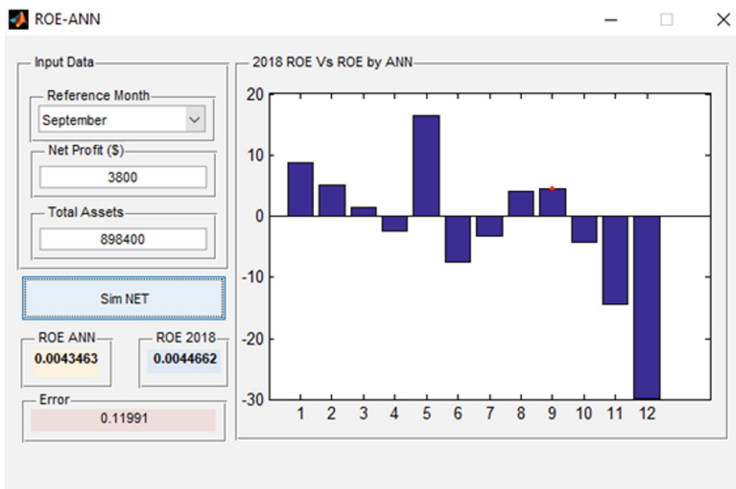 ROE-ANN
Input Data
Reference Month
September
Net Profit ($)
3800
Total Assets
898400
Sim NET
ROE ANN
0.0043463
ROE 2018
0.0044662
Error
0.11991
2018 ROE Vs ROE by ANN
20
10
0
-10
-20
-30
1 2 3 4 5 6 7 8 9 10 11 12